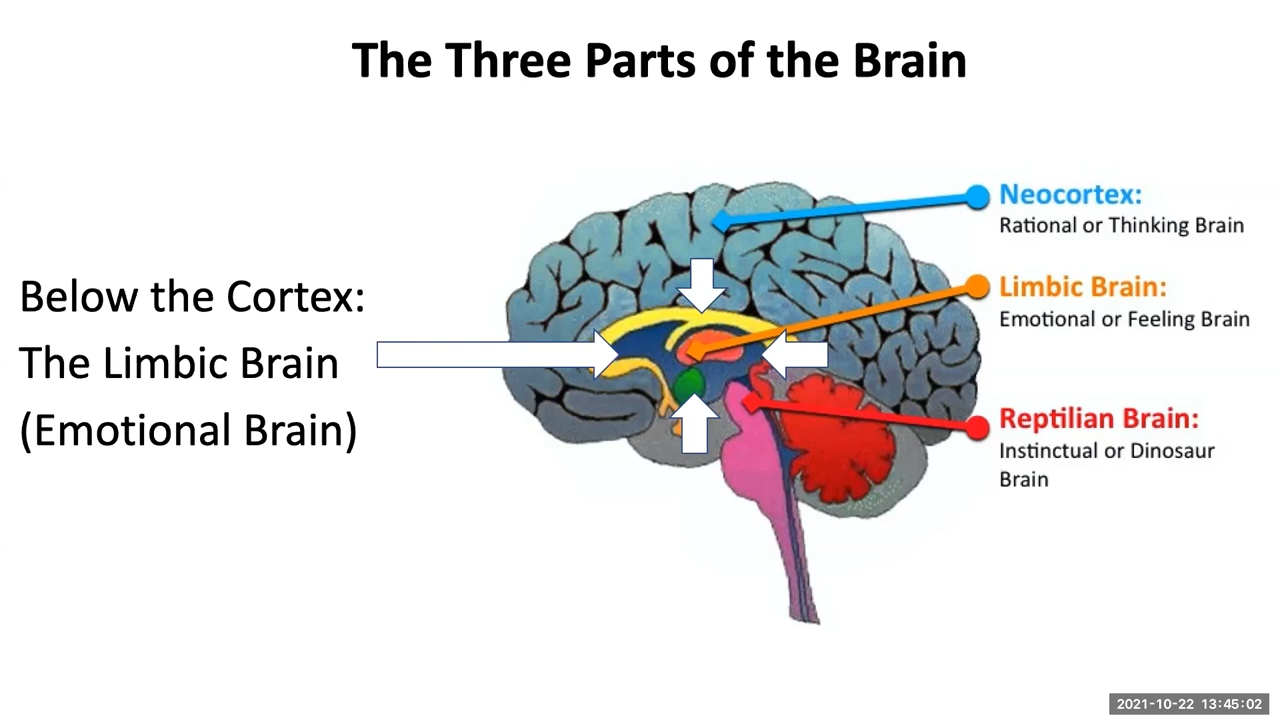 The Three Parts of the Brain
Below the Cortex:
The Limbic Brain
(Emotional Brain)
Neocortex:
Rational or Thinking Brain
Limbic Brain:
Emotional or Feeling Brain
Reptilian Brain:
Instinctual or Dinosaur
Brain
2021-10-22 13:45:02